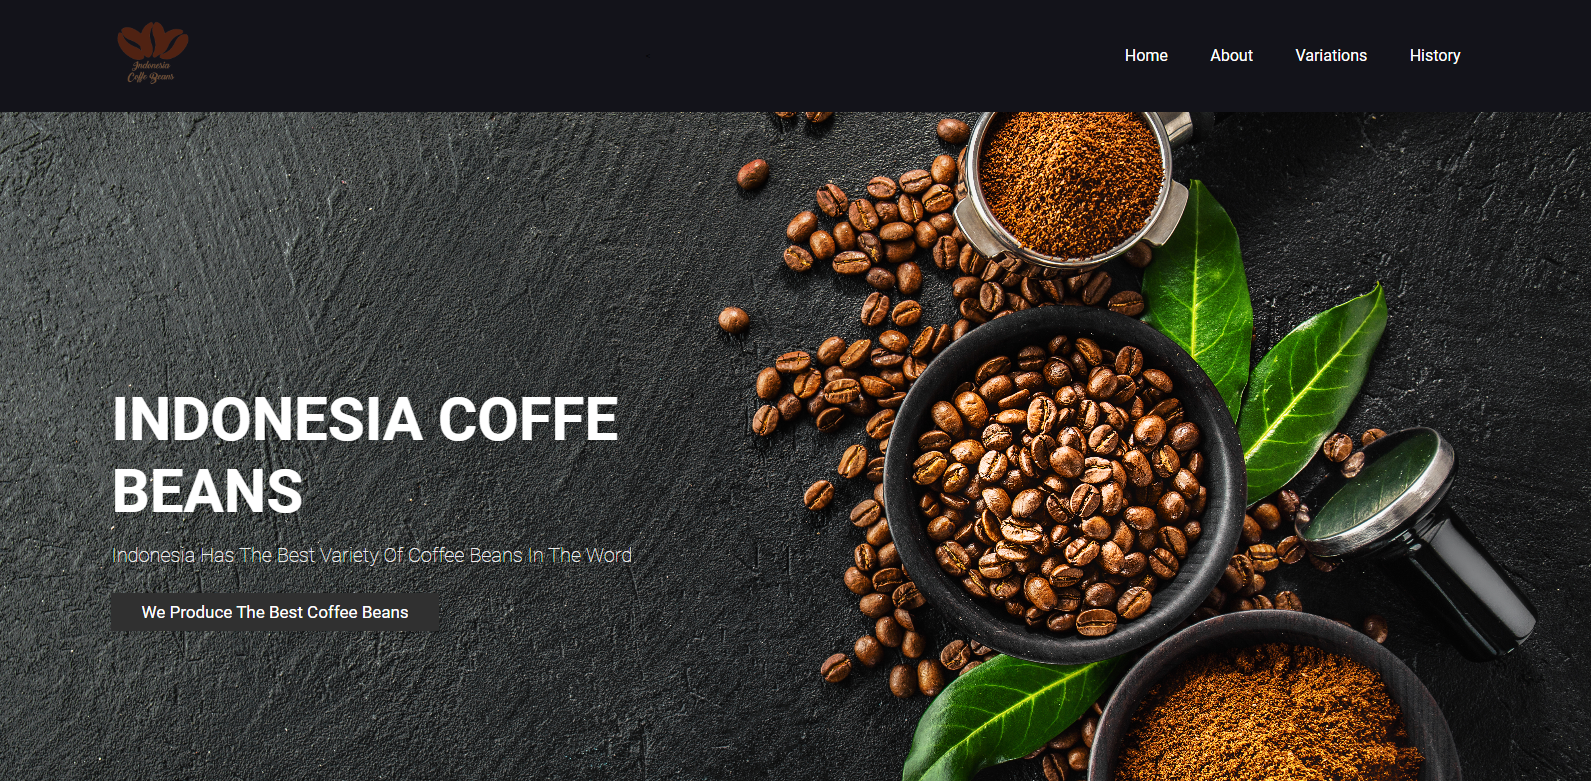 Indonesia
Coffe Beans
Home About Variations History
INDONESIA COFFE
BEANS
Indonesia Has The Best Variety Of Coffee Beans In The Word
We Produce The Best Coffee Beans